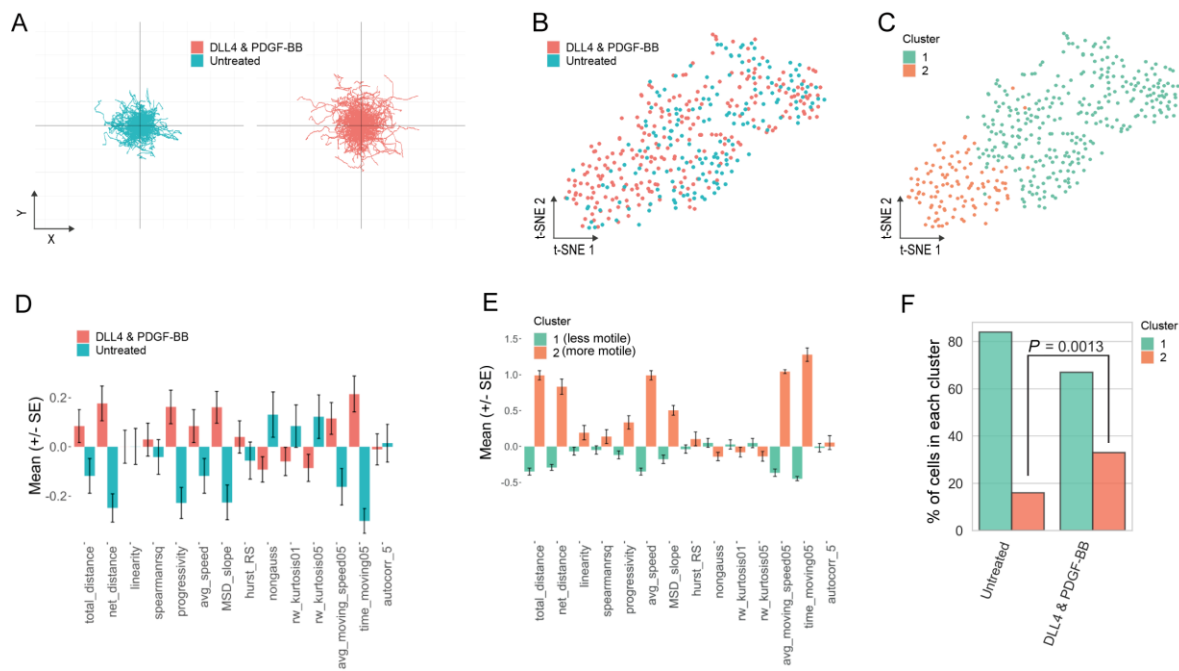 A
DLL4 & PDGF-BB
Untreated
Y
X
B
DLL4 & PDGF-BB
Untreated
t-SNE 2
t-SNE 1
C
Cluster
1
2
t-SNE 2
t-SNE 1
D
DLL4 & PDGF-BB
Untreated
Mean (+/- SE)
0.2
0.0
-0.2
total_distance
net_distance
linearity
spearmanrsq
progressivity
avg_speed
MSD_slope
hurst_RS
nongauss
rw_kurtosis01
rw_kurtosis05
avg_moving_speed05
time_moving05
autocorr_5
E
Cluster
1 (less motile)
2 (more motile)
Mean (+/- SE)
1.5
1.0
0.5
0.0
-0.5
total_distance
net_distance
linearity
spearmanrsq
progressivity
avg_speed
MSD_slope
hurst_RS
nongauss
rw_kurtosis01
rw_kurtosis05
avg_moving_speed05
time_moving05
autocorr_5
F
Cluster
1
2
P = 0.0013
% of cells in each cluster
80
60
40
20
0
Untreated
DLL4 & PDGF-BB